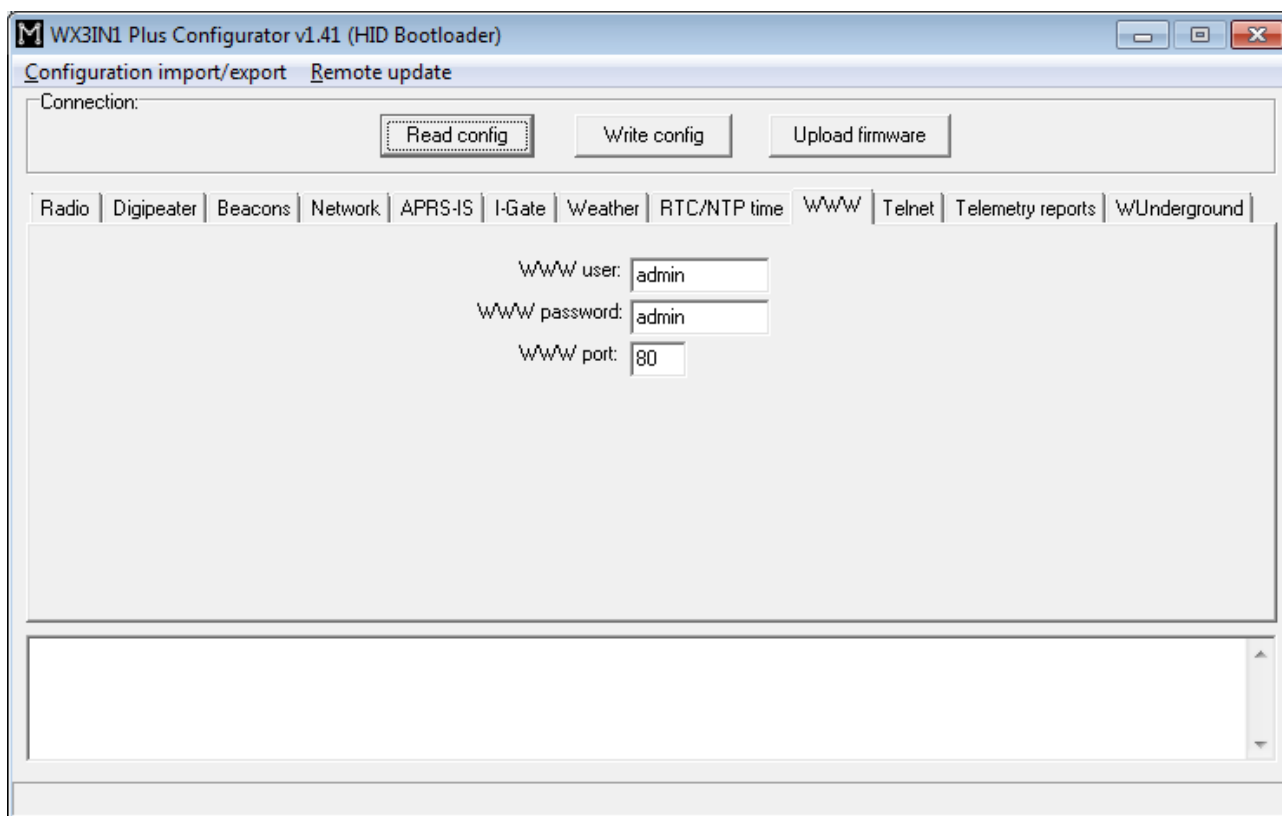 WX3IN1 Plus Configurator v1.41 (HID Bootloader)
Configuration import/export Remote update
Connection:
Read config Write config Upload firmware
Radio Digipeater Beacons Network APRS-IS I-Gate Weather RTC/NTP time WWW Telnet Telemetry reports WUnderground
WWW user: admin
WWW password: admin
WWW port: 80